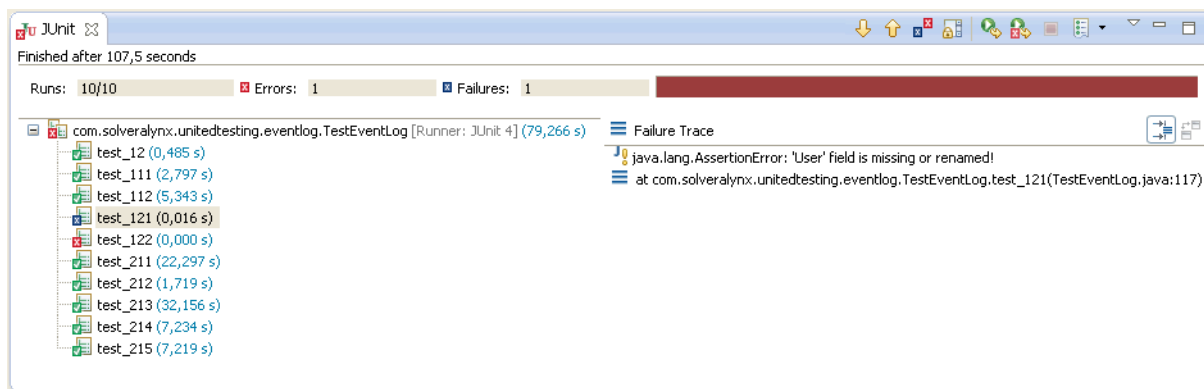 JUnit
Finished after 107,5 seconds
Runs: 10/10 Errors: 1 Failures: 1
com.solveralynx.unitedtesting.eventlog.TestEventLog [Runner: JUnit 4] (79,266 s)
test_12 (0,485 s)
test_111 (2,797 s)
test_112 (5,343 s)
test_121 (0,016 s)
test_122 (0,000 s)
test_211 (22,297 s)
test_212 (1,719 s)
test_213 (32,156 s)
test_214 (7,234 s)
test_215 (7,219 s)
Failure Trace
java.lang.AssertionError: 'User' field is missing or renamed!
at com.solveralynx.unitedtesting.eventlog.TestEventLog.test_121(TestEventLog.java:117)